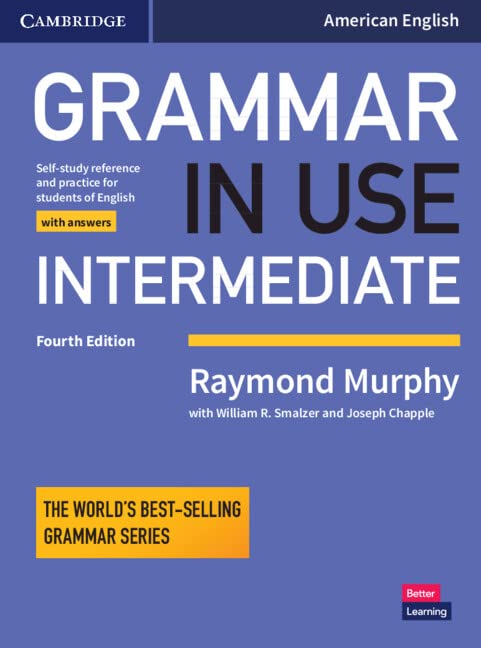 CAMBRIDGE
American English
GRAMMAR
Self-study reference
and practice for
students of English
with answers
IN USE
INTERMEDIATE
Fourth Edition
Raymond Murphy
with William R. Smalzer and Joseph Chapple
THE WORLD'S BEST-SELLING
GRAMMAR SERIES
Better
Learning